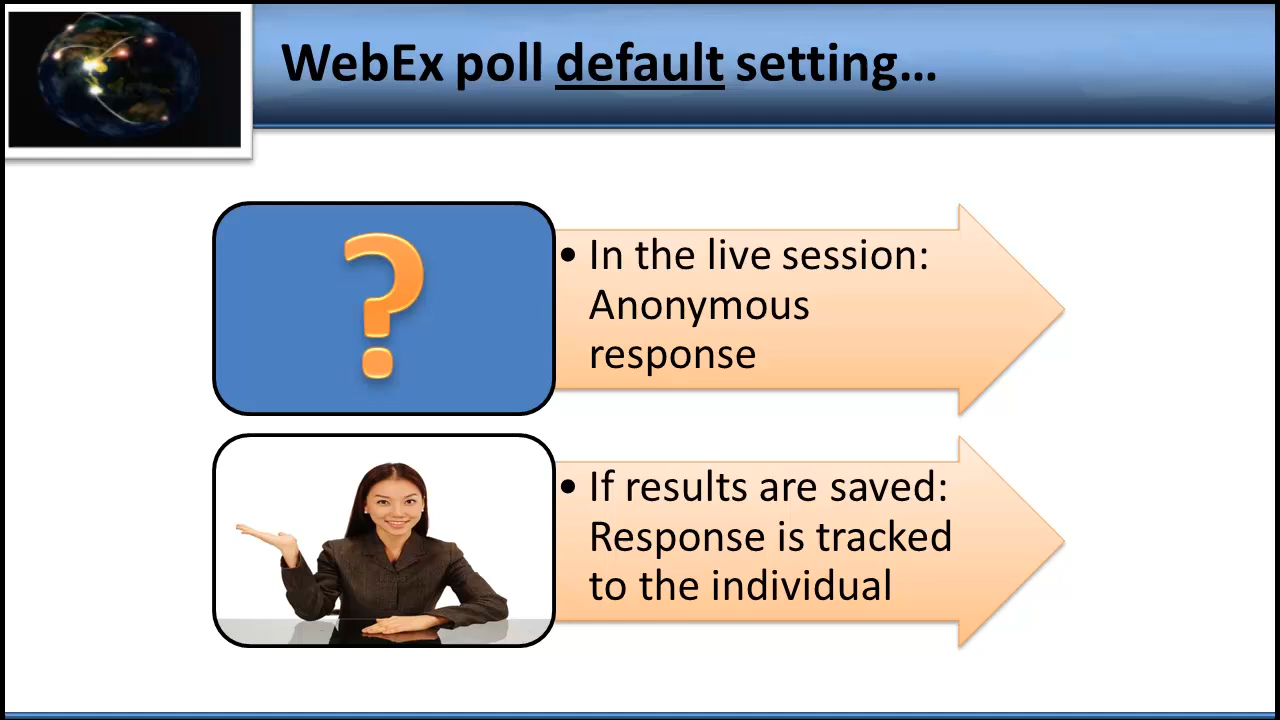 WebEx poll default setting...
?
• In the live session:
Anonymous
response
• If results are saved:
Response is tracked
to the individual